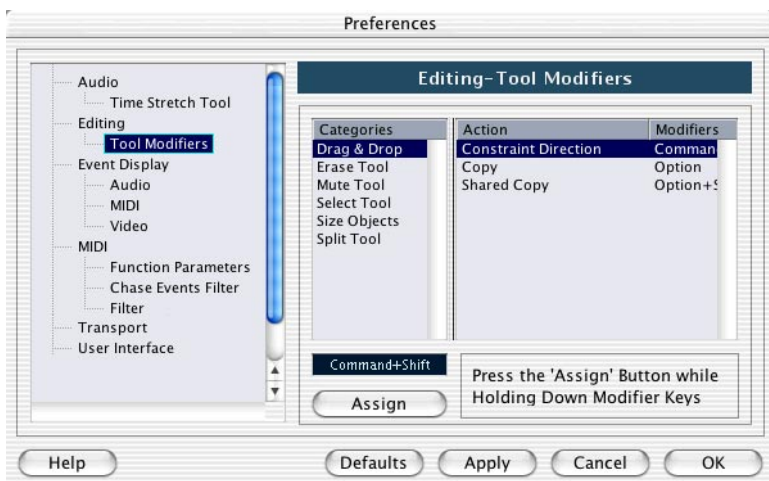 Preferences
Audio
Time Stretch Tool
Editing
Tool Modifiers
Event Display
Audio
MIDI
Video
MIDI
Function Parameters
Chase Events Filter
Filter
Transport
User Interface
Editing-Tool Modifiers
Categories
Drag & Drop
Erase Tool
Mute Tool
Select Tool
Size Objects
Split Tool
Action Modifiers
Constraint Direction Comman
Copy Option
Shared Copy Option+S
Command+Shift
Assign
Press the 'Assign' Button while
Holding Down Modifier Keys
Help
Defaults
Apply
Cancel
OK